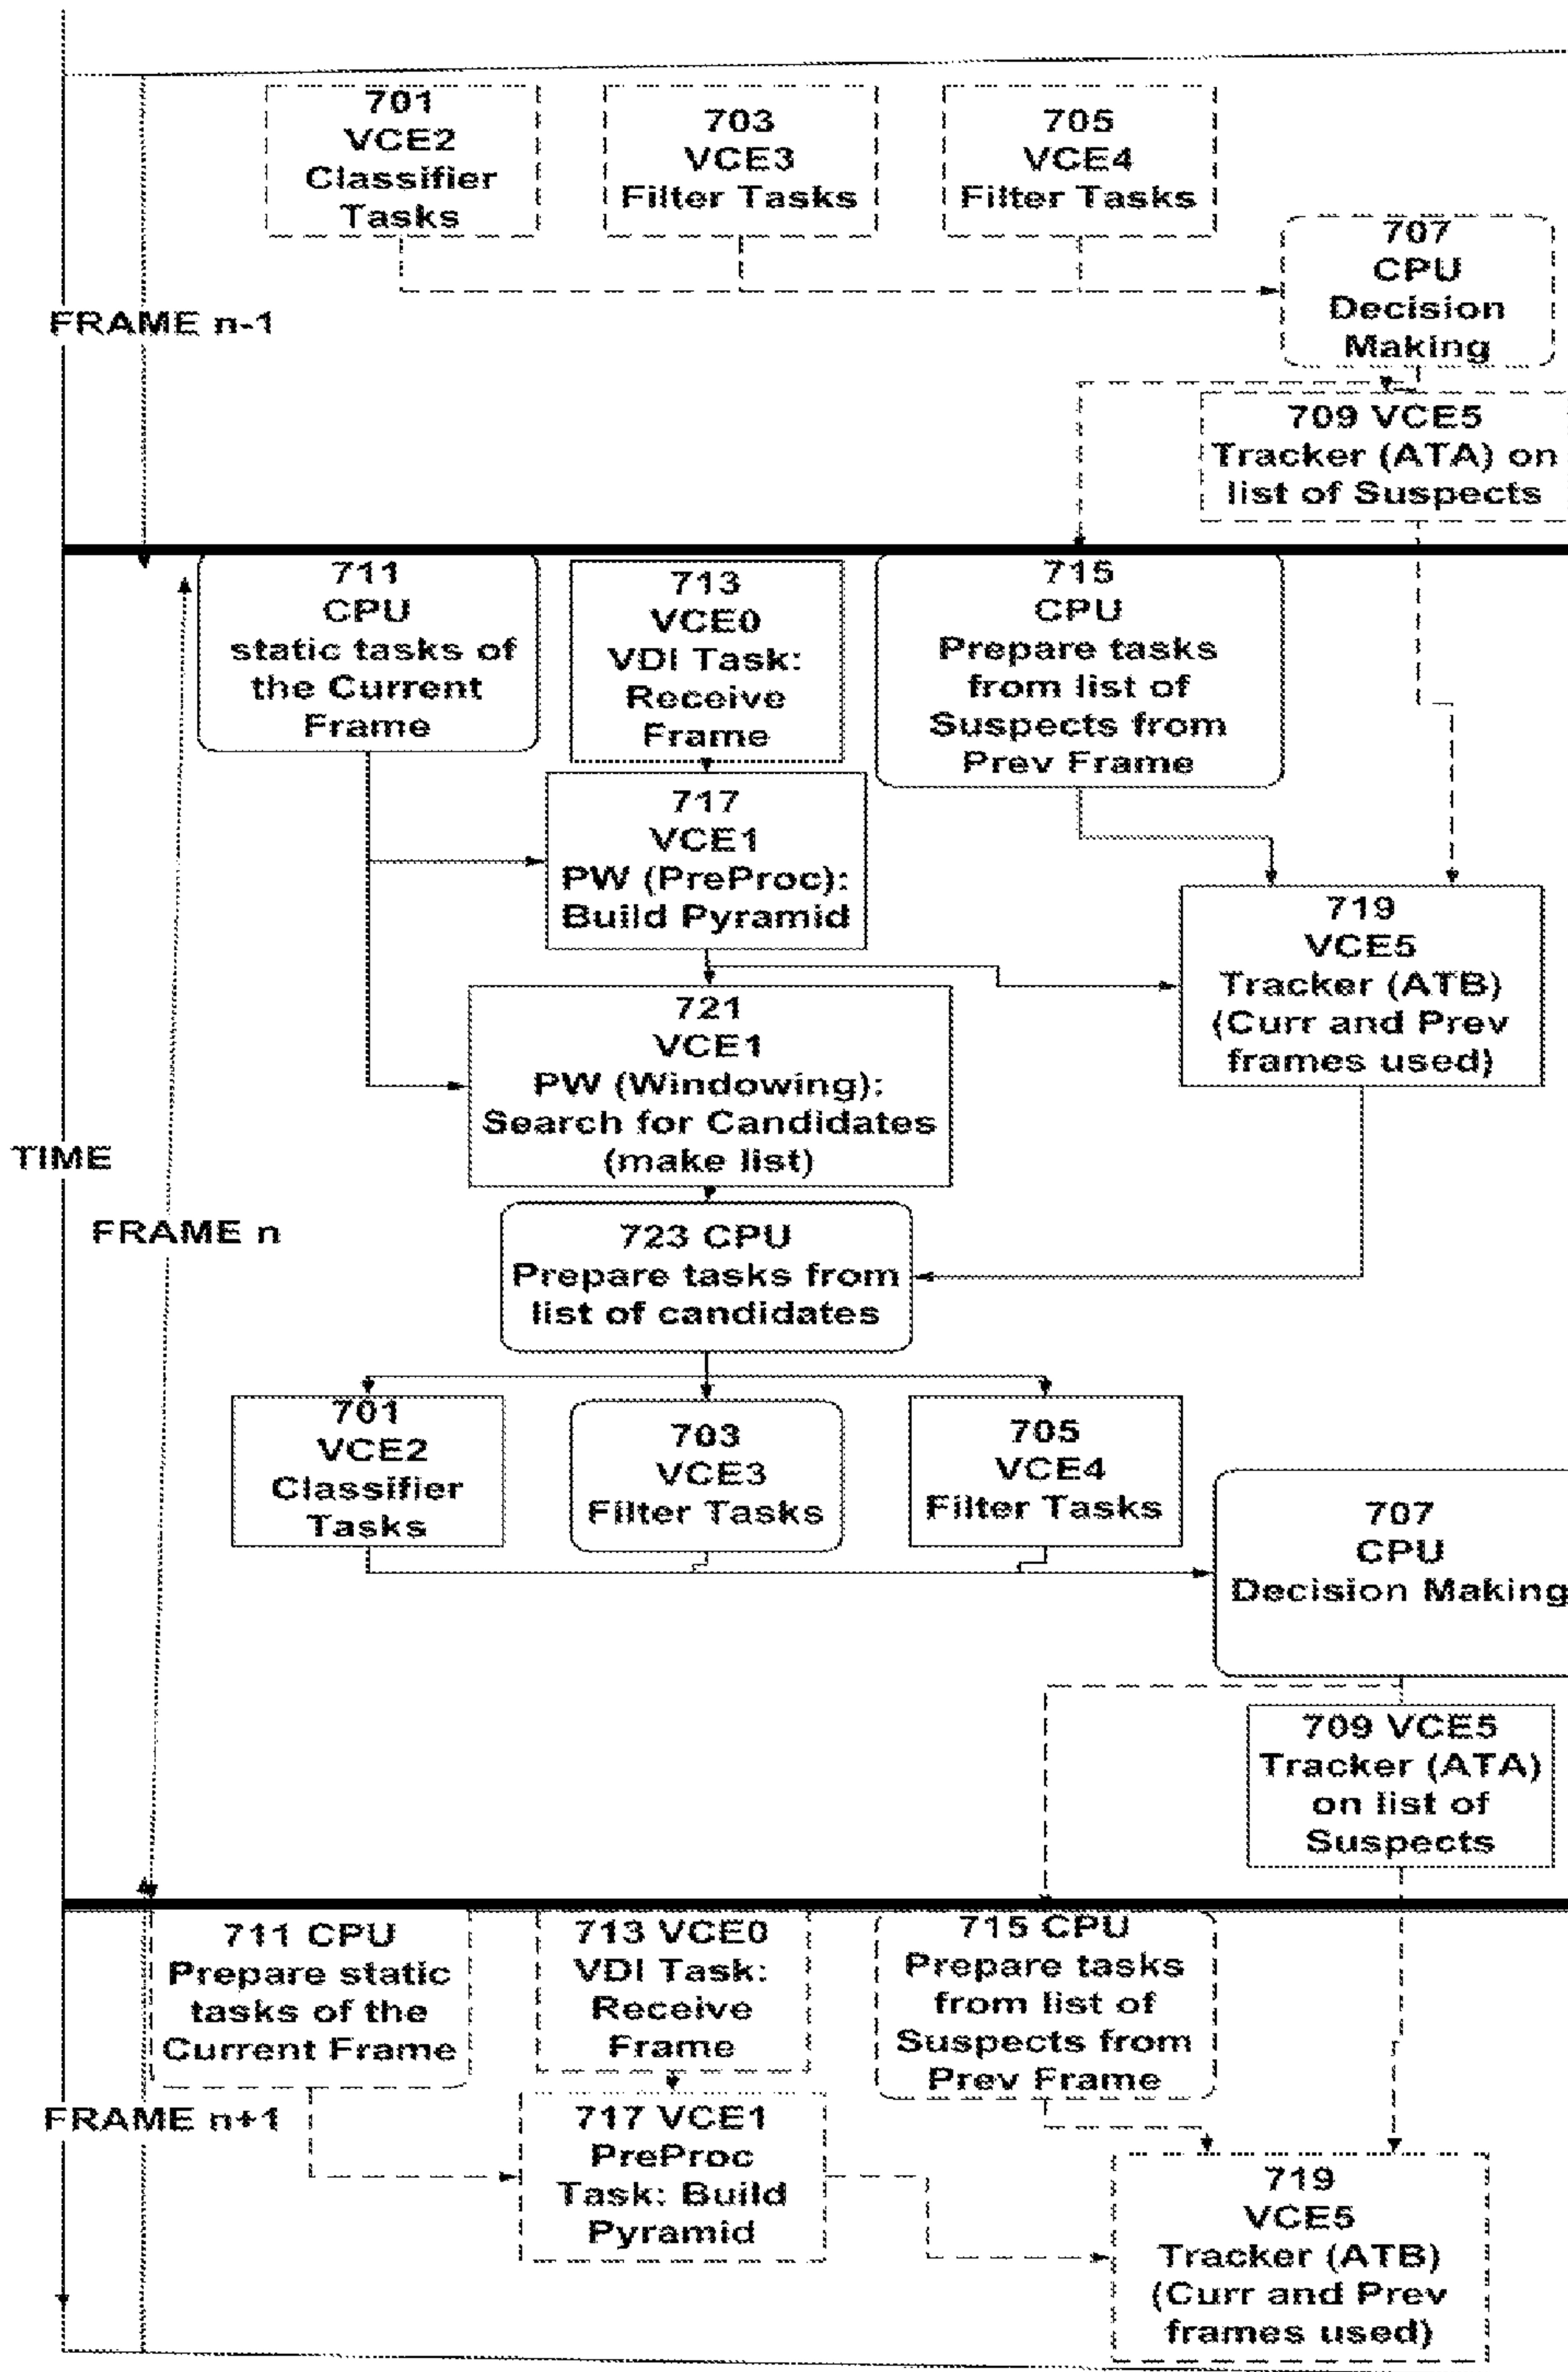 701
VCE2
Classifier
Tasks
703
VCE3
Filter Tasks
705
VCE4
Filter Tasks
707
CPU
Decision
Making
FRAME n-1
709 VCE5
Tracker (ATA) on
list of Suspects
711
CPU
static tasks of
the Current
Frame
713
VCE0
VDI Task:
Receive
Frame
715
CPU
Prepare tasks
from list of
Suspects from
Prev Frame
717
VCE1
PW (PreProc):
Build Pyramid
719
VCE5
Tracker (ATB)
(Curr and Prev
frames used)
721
VCE1
PW (Windowing):
Search for Candidates
(make list)
TIME
FRAME n
723 CPU
Prepare tasks from
list of candidates
701
VCE2
Classifier
Tasks
703
VCE3
Filter Tasks
705
VCE4
Filter Tasks
707
CPU
Decision Making
709 VCE5
Tracker (ATA)
on list of
Suspects
711 CPU
Prepare static
tasks of the
Current Frame
713 VCE0
VDI Task:
Receive
Frame
715 CPU
Prepare tasks
from list of
Suspects from
Prev Frame
FRAME n+1
717 VCE1
PreProc
Task: Build
Pyramid
719
VCE5
Tracker (ATB)
(Curr and Prev
frames used)